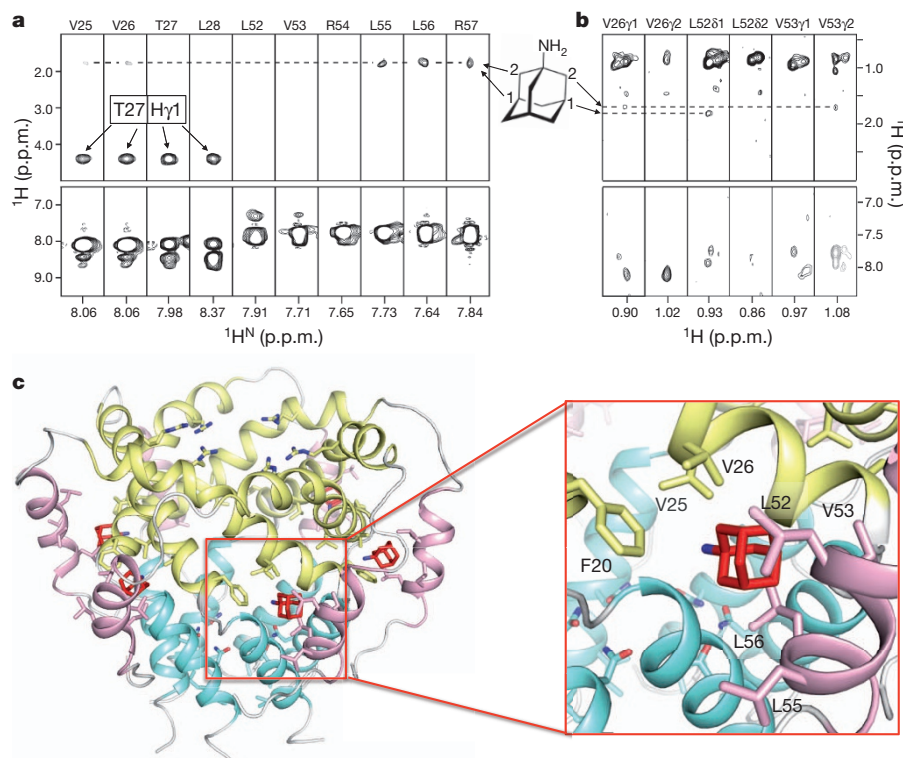 a
V25 V26 T27 L28 L52 V53 R54 L55 L56 R57
2.0
3.0
4.0
T27 Hγ1
¹H (p.p.m.)
7.0
8.0
9.0
8.06 8.06 7.98 8.37 7.91 7.71 7.65 7.73 7.64 7.84
¹Hᴺ (p.p.m.)
NH₂
2 2
1 1
b
V26γ1 V26γ2 L52δ1 L52δ2 V53γ1 V53γ2
1.0
2.0
¹H (p.p.m.)
7.5
8.0
0.90 1.02 0.93 0.86 0.97 1.08
¹H (p.p.m.)
c
V26
V25
L52
V53
F20
L56
L55